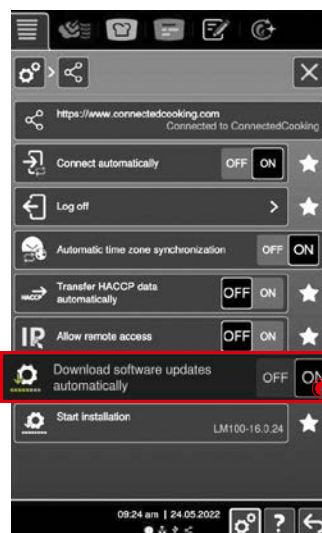 https://www.connectedcooking.com
Connected to ConnectedCooking
Connect automatically OFF ON
Log off
Automatic time zone synchronization OFF ON
HACCP Transfer HACCP data
automatically OFF ON
IR Allow remote access OFF ON
Download software updates
automatically OFF ON
Start installation
LM100-16.0.24
09:24 am | 24.05.2022
?